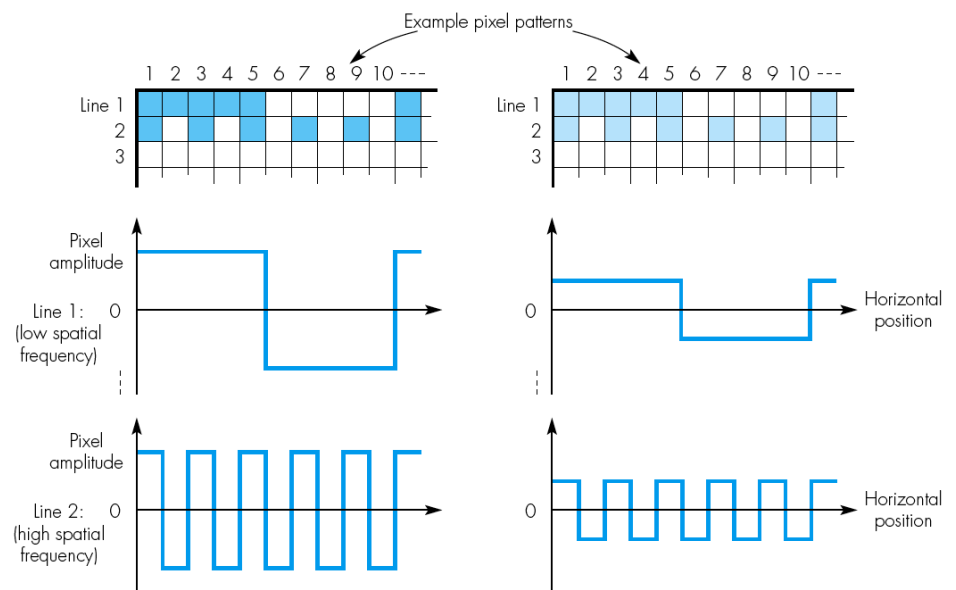 Example pixel patterns
1 2 3 4 5 6 7 8 9 10 ---
1 2 3 4 5 6 7 8 9 10 ---
Line 1
2
3
Line 1
2
3
Pixel
amplitude
Line 1:
(low spatial
frequency)
0
0
Horizontal
position
Pixel
amplitude
Line 2:
(high spatial
frequency)
0
0
Horizontal
position